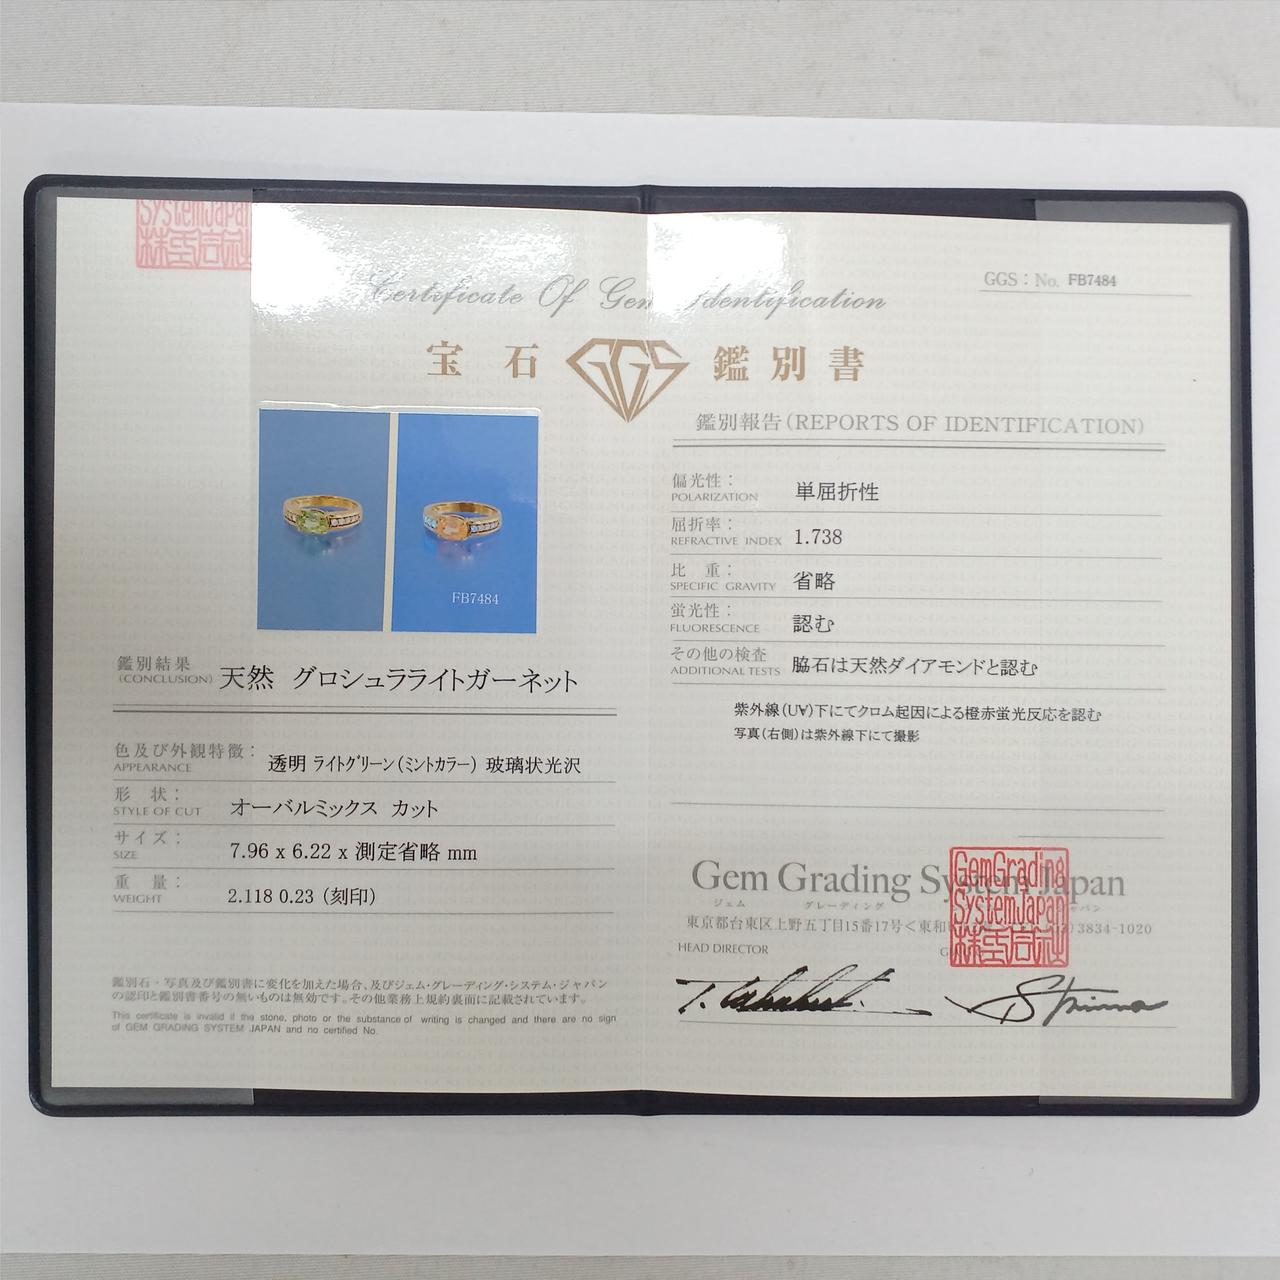 SystemJapan
Certificate Of Gem Identification
GGS : No. FB7484
宝石 GGS 鑑別書
FB7484
鑑別結果
(CONCLUSION) 天然 グロシュラライトガーネット
色及び外観特徴：
APPEARANCE 透明 ライトグリーン(ミントカラー) 玻璃状光沢
形 状：
STYLE OF CUT オーバルミックス カット
サイズ：
SIZE 7.96 x 6.22 x 測定省略 mm
重 量：
WEIGHT 2.118 0.23 (刻印)
鑑別石・写真及び鑑別書に変化を加えた場合、及びジェム・グレーディング・システム・ジャパン
の認印と鑑別書番号の無いものは無効です。その他業務上規約裏面に記載されています。
This certificate is invalid if the stone, photo or the substance of writing is changed and there are no sign
of GEM GRADING SYSTEM JAPAN and no certified No.
鑑別報告(REPORTS OF IDENTIFICATION)
偏光性：
POLARIZATION 単屈折性
屈折率：
REFRACTIVE INDEX 1.738
比 重：
SPECIFIC GRAVITY 省略
蛍光性：
FLUORESCENCE 認む
その他の検査
ADDITIONAL TESTS 脇石は天然ダイアモンドと認む
紫外線(UV)下にてクロム起因による橙赤蛍光反応を認む
写真(右側)は紫外線下にて撮影
Gem Grading System Japan
ジェム グレーディング
東京都台東区上野五丁目15番17号<東和 3834-1020
GemGrading
SystemJapan
株式会社
HEAD DIRECTOR